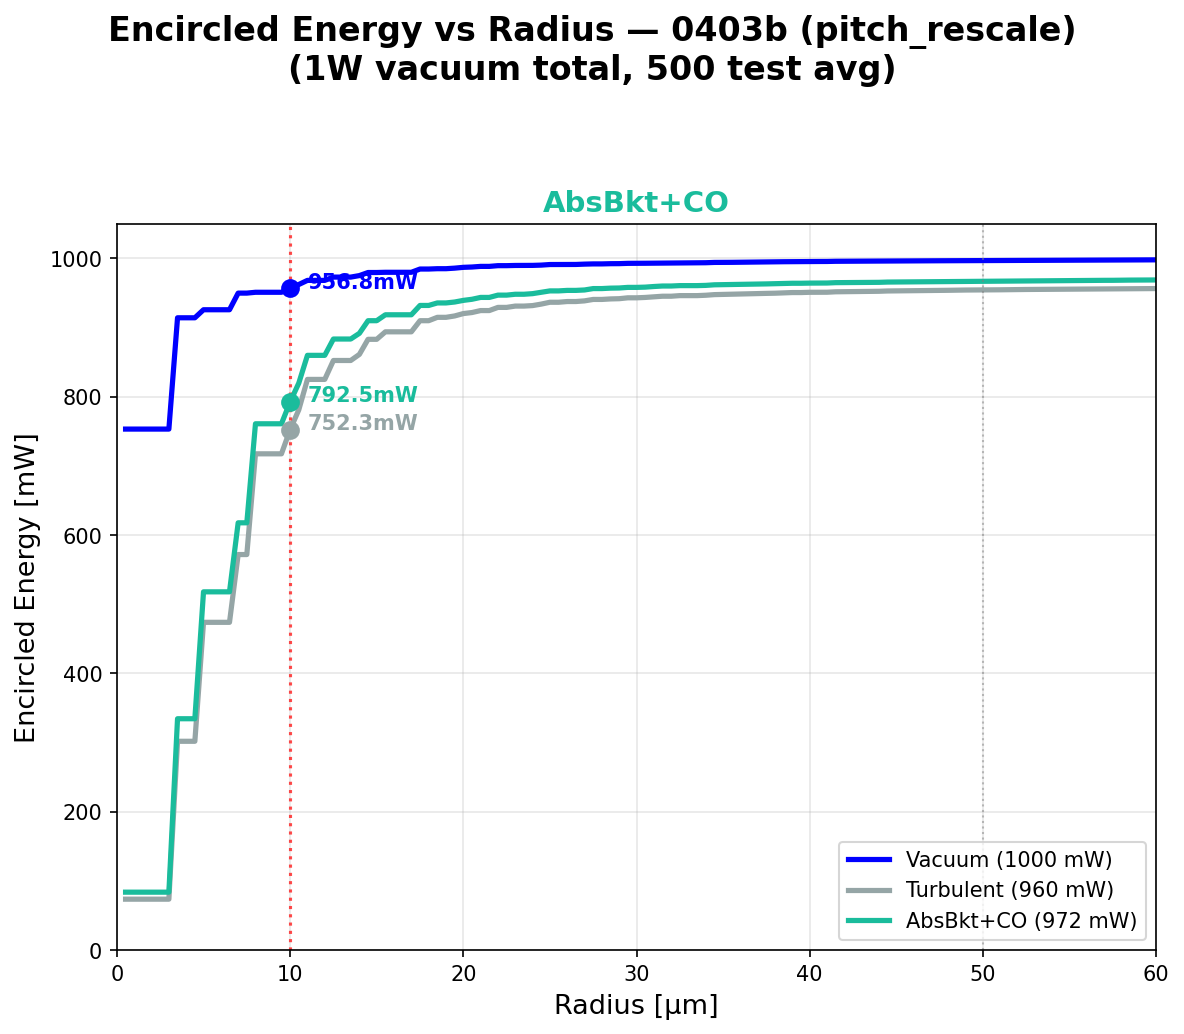 Encircled Energy vs Radius — 0403b (pitch_rescale)
(1W vacuum total, 500 test avg)
AbsBkt+CO
Encircled Energy [mW]
1000
800
600
400
200
0
956.8mW
792.5mW
752.3mW
Vacuum (1000 mW)
Turbulent (960 mW)
AbsBkt+CO (972 mW)
0 10 20 30 40 50 60
Radius [μm]